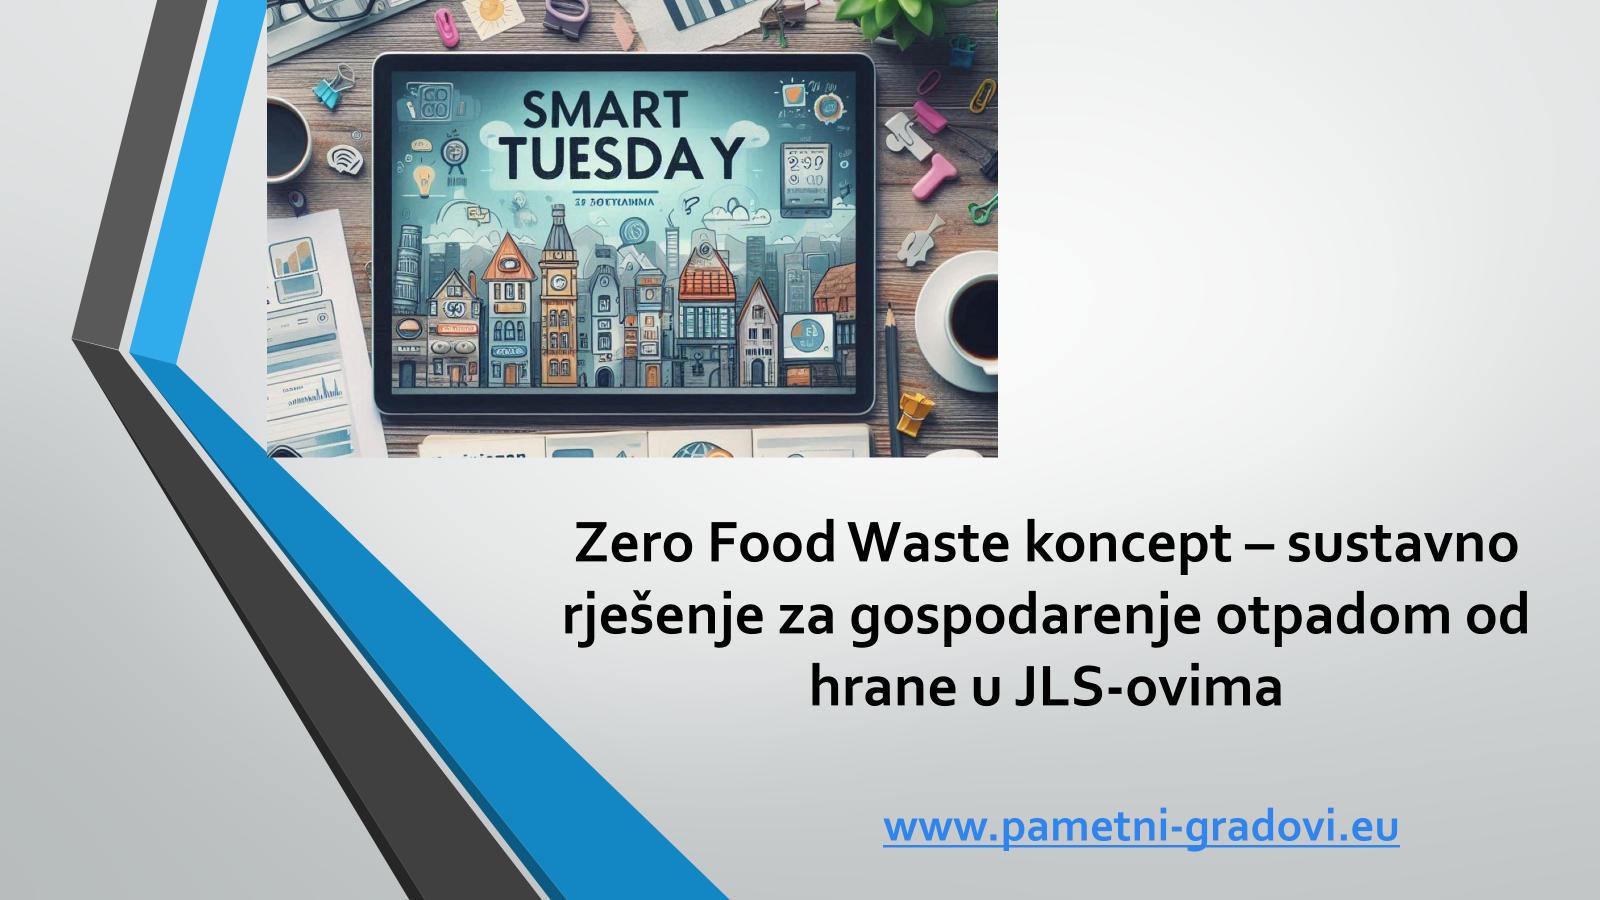 SMART
TUESDAY
Zero Food Waste koncept – sustavno
rješenje za gospodarenje otpadom od
hrane u JLS-ovima
www.pametni-gradovi.eu